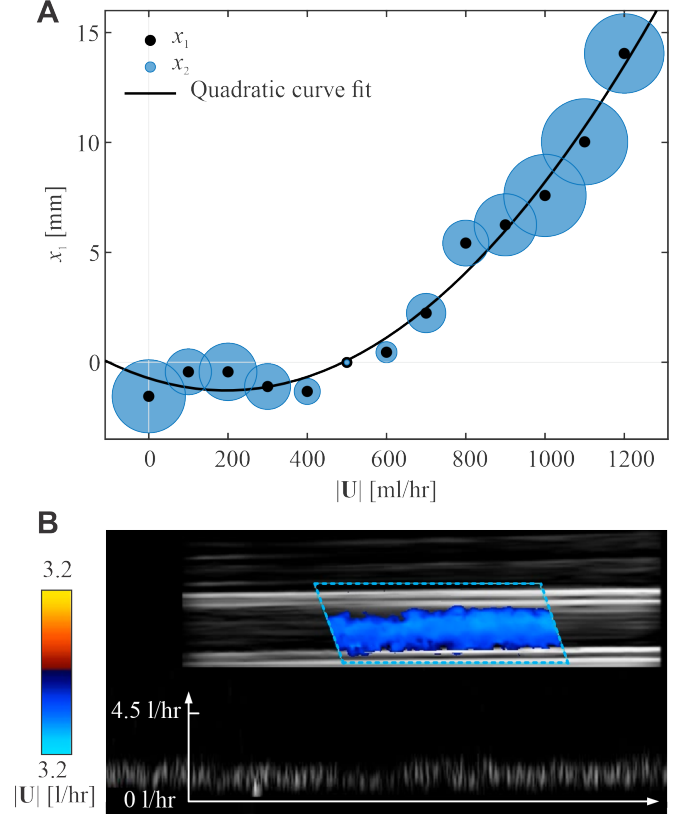 A
x₁
x₂
Quadratic curve fit
15
10
5
0
x₁ [mm]
0 200 400 600 800 1000 1200
|U| [ml/hr]
B
3.2
3.2
|U| [l/hr]
4.5 l/hr
0 l/hr